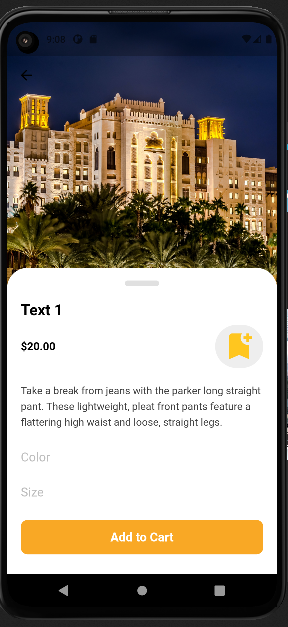 9:08
Text 1
$20.00
Take a break from jeans with the parker long straight
pant. These lightweight, pleat front pants feature a
flattering high waist and loose, straight legs.
Color
Size
Add to Cart